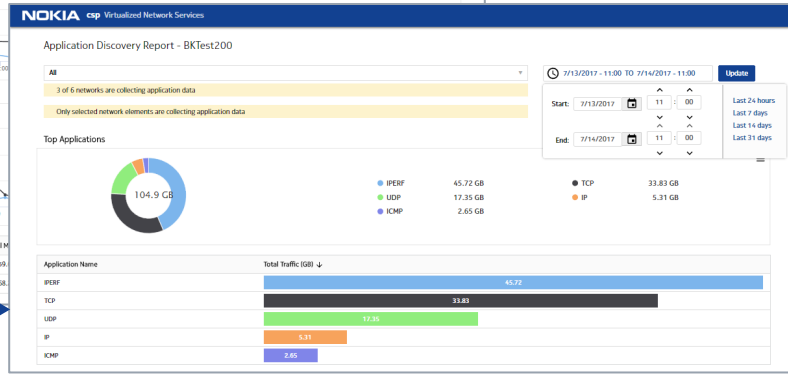 NOKIA csp Virtualized Network Services
Application Discovery Report - BKTest200
All
7/13/2017 - 11:00 TO 7/14/2017 - 11:00 Update
3 of 6 networks are collecting application data
Only selected network elements are collecting application data
Start: 7/13/2017 11 : 00
End: 7/14/2017 11 : 00
Last 24 hours
Last 7 days
Last 14 days
Last 31 days
Top Applications
104.9 GB
IPERF 45.72 GB TCP 33.83 GB
UDP 17.35 GB IP 5.31 GB
ICMP 2.65 GB
Application Name Total Traffic (GB) ↓
IPERF 45.72
TCP 33.83
UDP 17.35
IP 5.31
ICMP 2.65